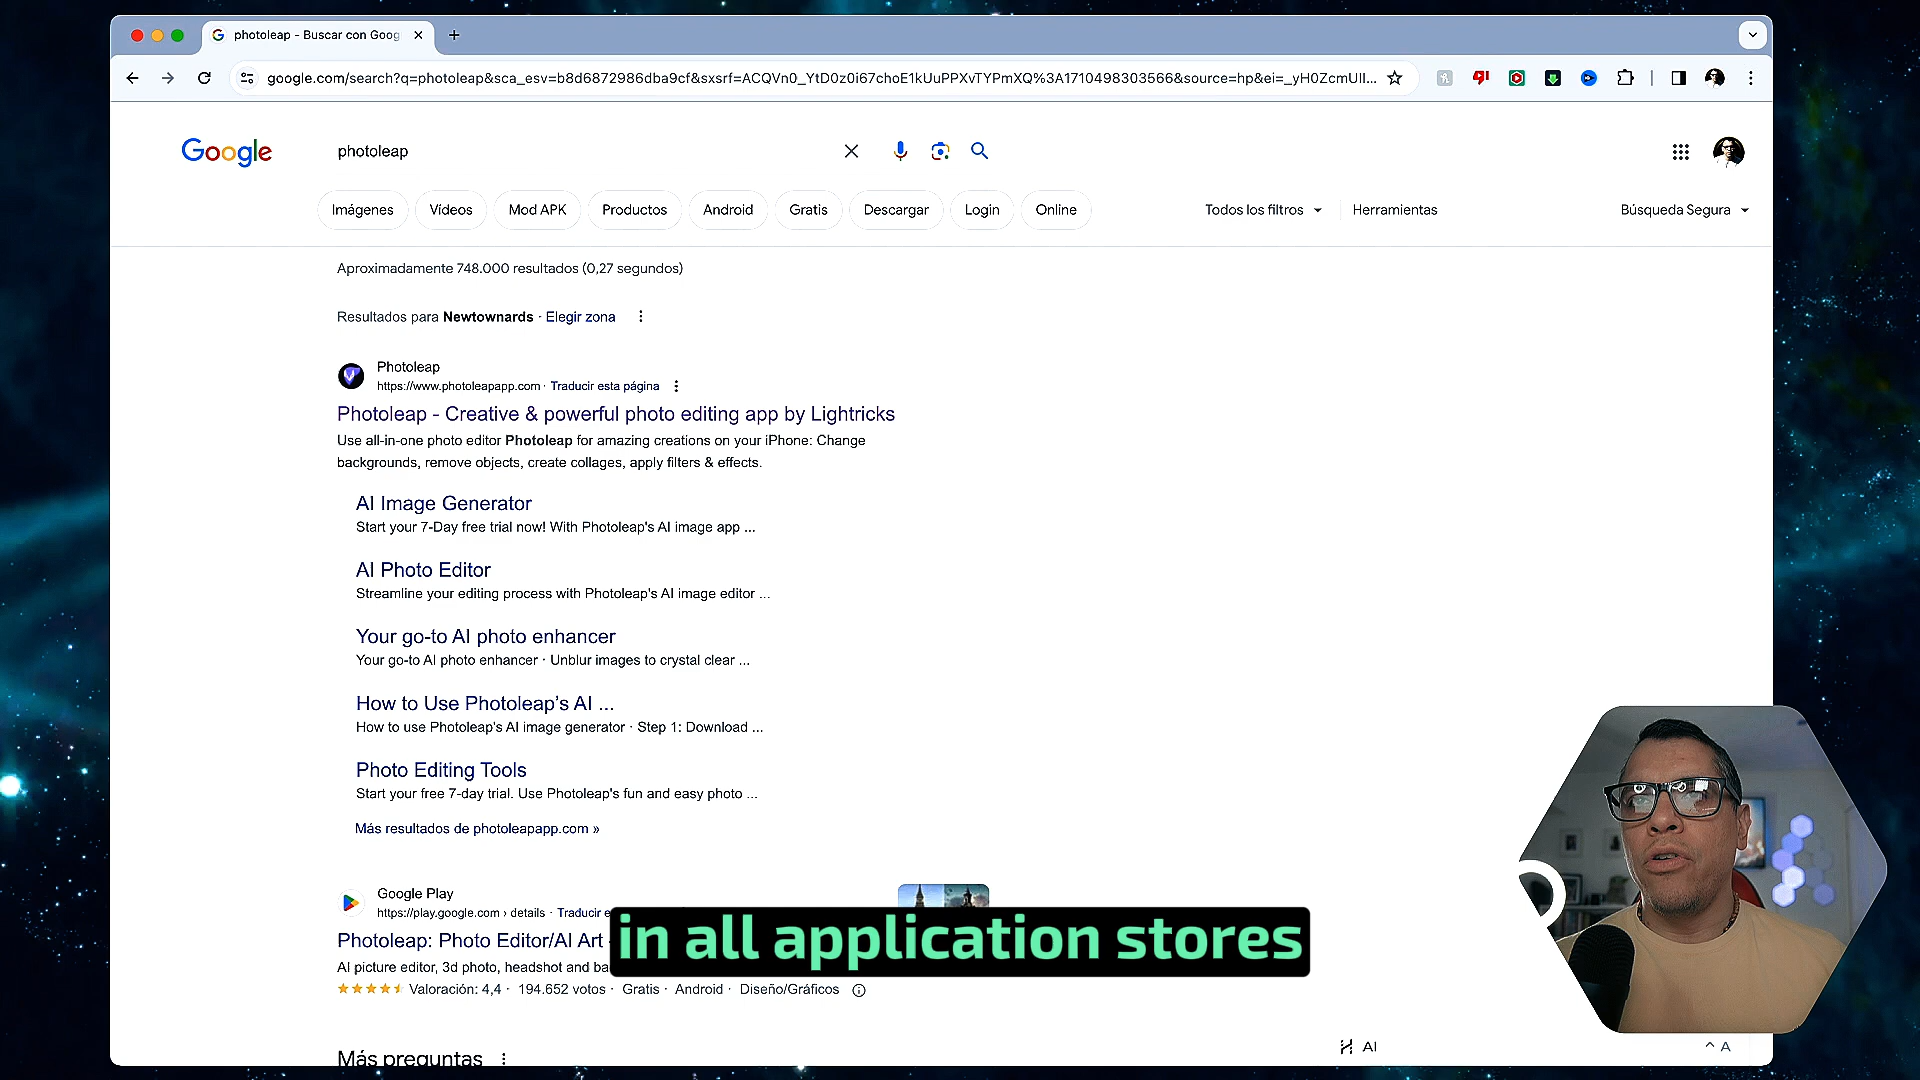 photoleap - Buscar con Goog
google.com/search?q=photoleap&sca_esv=b8d6872986dba9cf&sxsrf=ACQVn0_YtD0z0i67choE1kUuPPXvTYPmXQ%3A1710498303566&source=hp&ei=_yH0ZcmUII...
Google
photoleap
Imágenes
Vídeos
Mod APK
Productos
Android
Gratis
Descargar
Login
Online
Todos los filtros
Herramientas
Búsqueda Segura
Aproximadamente 748.000 resultados (0,27 segundos)
Resultados para Newtownards · Elegir zona
Photoleap
https://www.photoleapapp.com · Traducir esta página
Photoleap - Creative & powerful photo editing app by Lightricks
Use all-in-one photo editor Photoleap for amazing creations on your iPhone: Change
backgrounds, remove objects, create collages, apply filters & effects.
AI Image Generator
Start your 7-Day free trial now! With Photoleap's AI image app ...
AI Photo Editor
Streamline your editing process with Photoleap's AI image editor ...
Your go-to AI photo enhancer
Your go-to AI photo enhancer · Unblur images to crystal clear ...
How to Use Photoleap's AI ...
How to use Photoleap's AI image generator · Step 1: Download ...
Photo Editing Tools
Start your free 7-day trial. Use Photoleap's fun and easy photo ...
Más resultados de photoleapapp.com »
Google Play
https://play.google.com › details · Traducir e
Photoleap: Photo Editor/AI Art
in all application stores
AI picture editor, 3d photo, headshot and ba
Valoración: 4,4 · 194.652 votos · Gratis · Android · Diseño/Gráficos
Más preguntas
AI
A